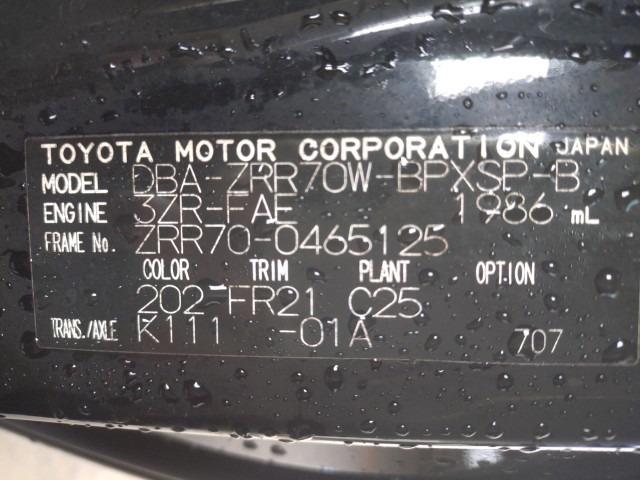 TOYOTA MOTOR CORPORATION JAPAN
MODEL DBA-ZRR70W-BPXSP-B
ENGINE 3ZR-FAE 1986 mL
FRAME No. ZRR70-0465125
COLOR TRIM PLANT OPTION
202 FR21 C25
TRANS./AXLE K111 -01A 707